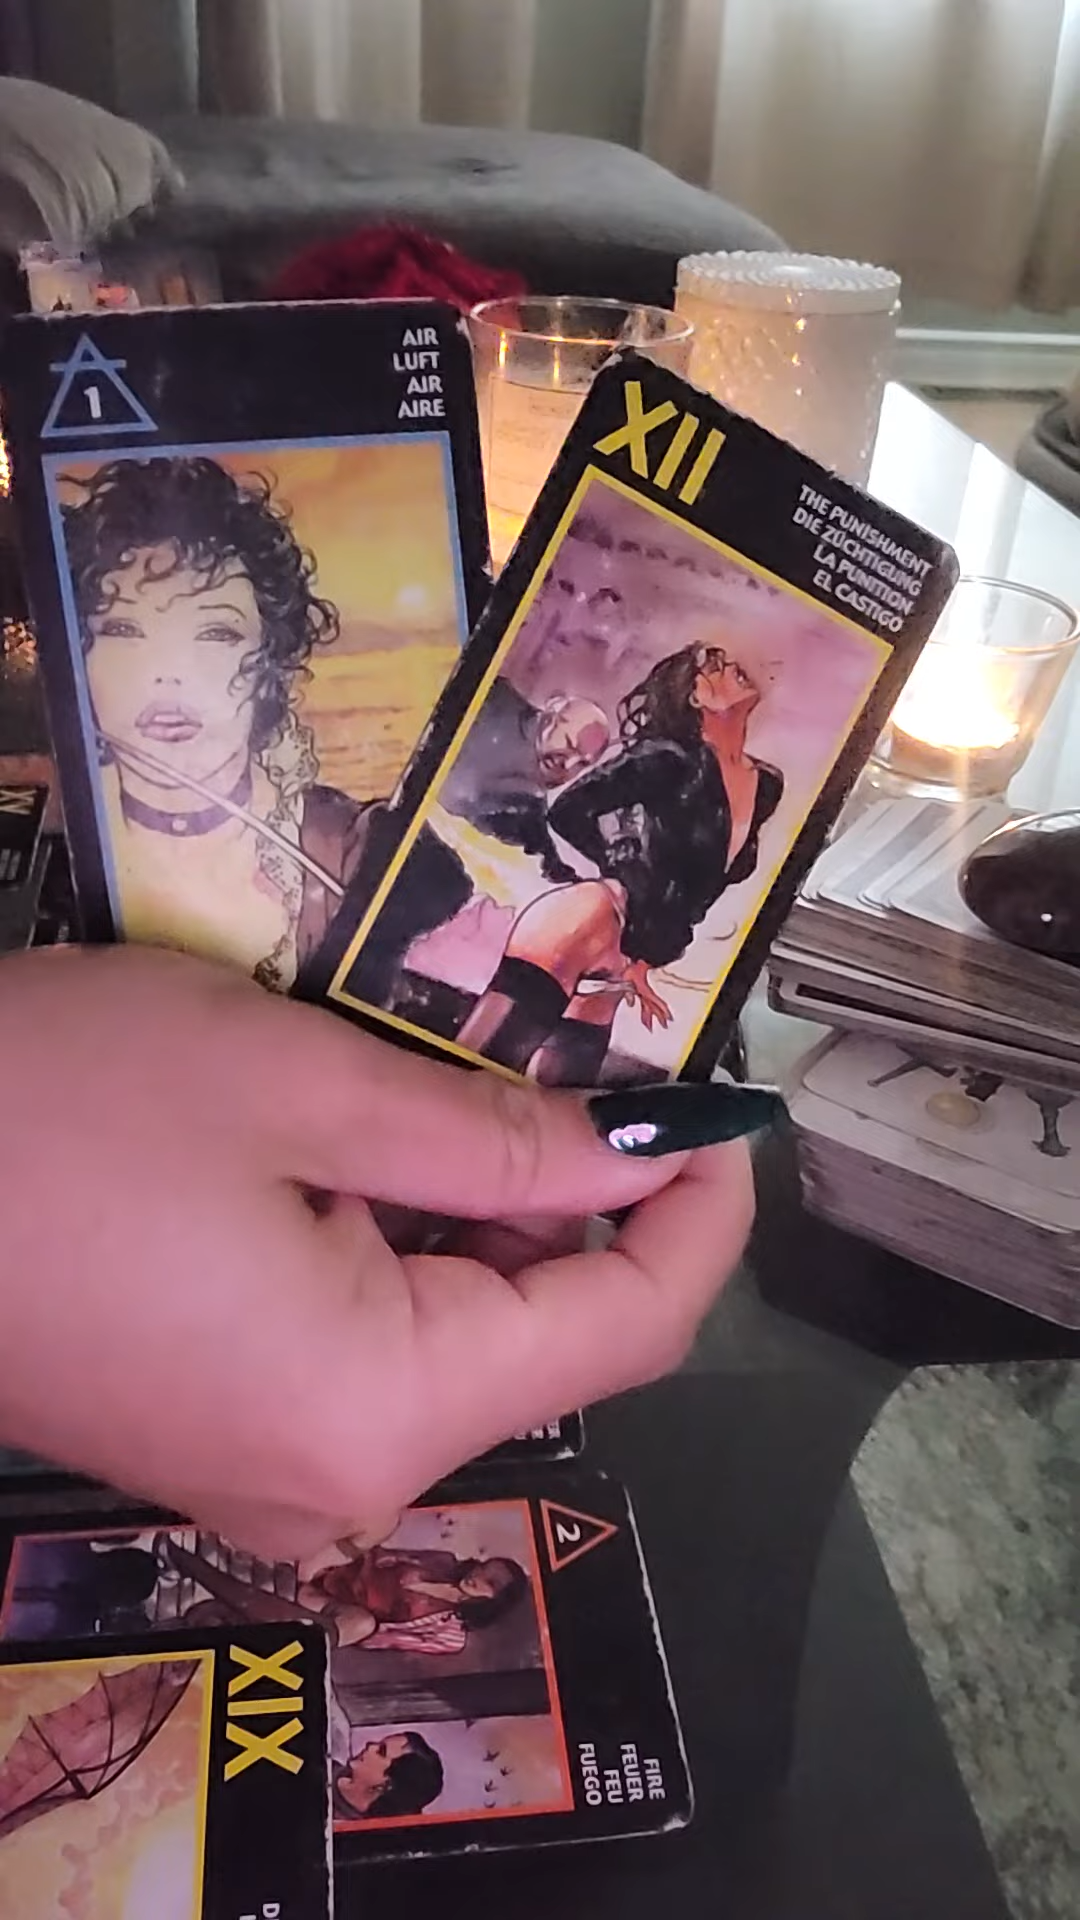 1
AIR
LUFT
AIR
AIRE
XII
THE PUNISHMENT
DIE ZÜCHTIGUNG
LA PUNITION
EL CASTIGO
2
FIRE
FEUER
FEU
FUEGO
XIX